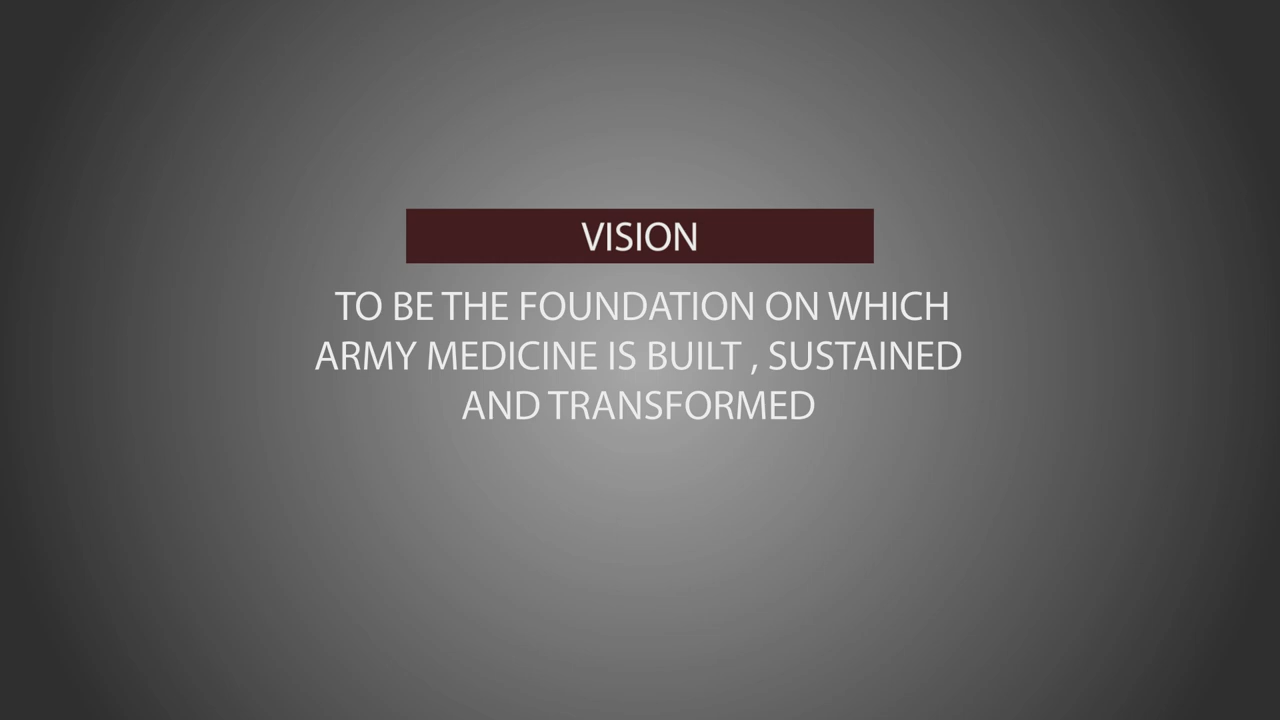 VISION
TO BE THE FOUNDATION ON WHICH
ARMY MEDICINE IS BUILT , SUSTAINED
AND TRANSFORMED